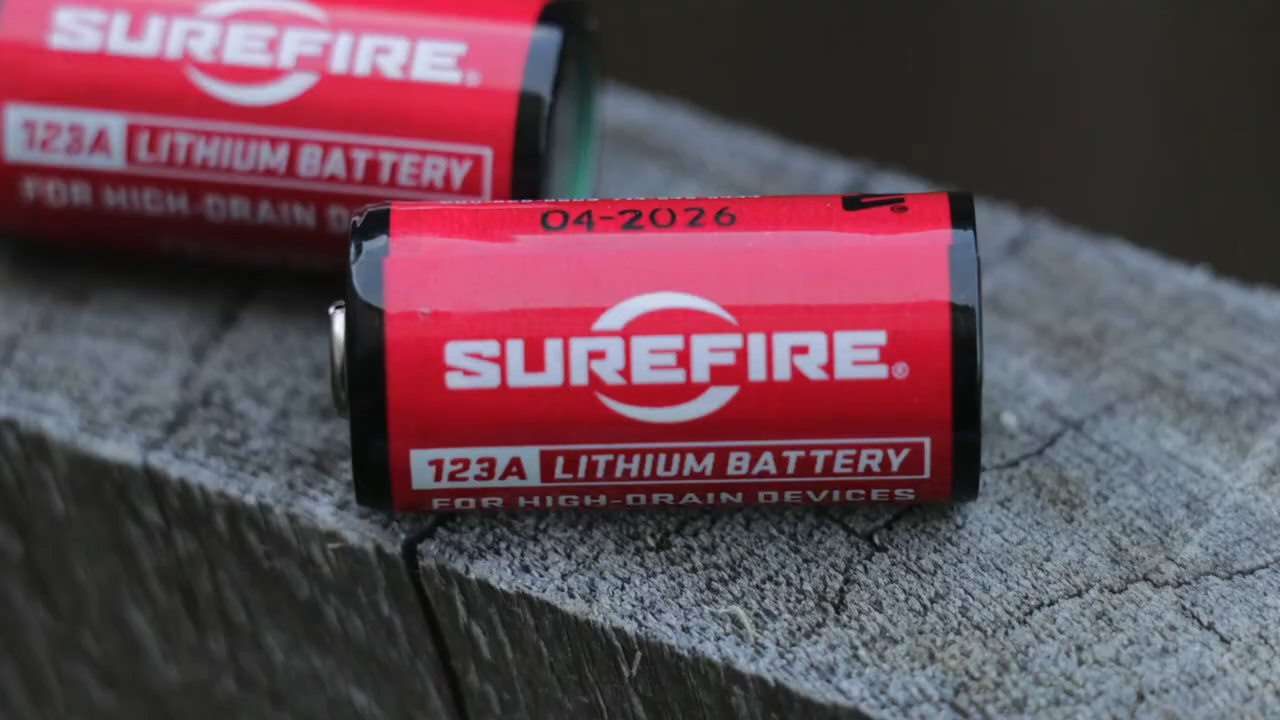 SUREFIRE®
123A LITHIUM BATTERY
FOR HIGH-DRAIN
04-2026
SUREFIRE®
123A LITHIUM BATTERY
FOR HIGH-DRAIN DEVICES